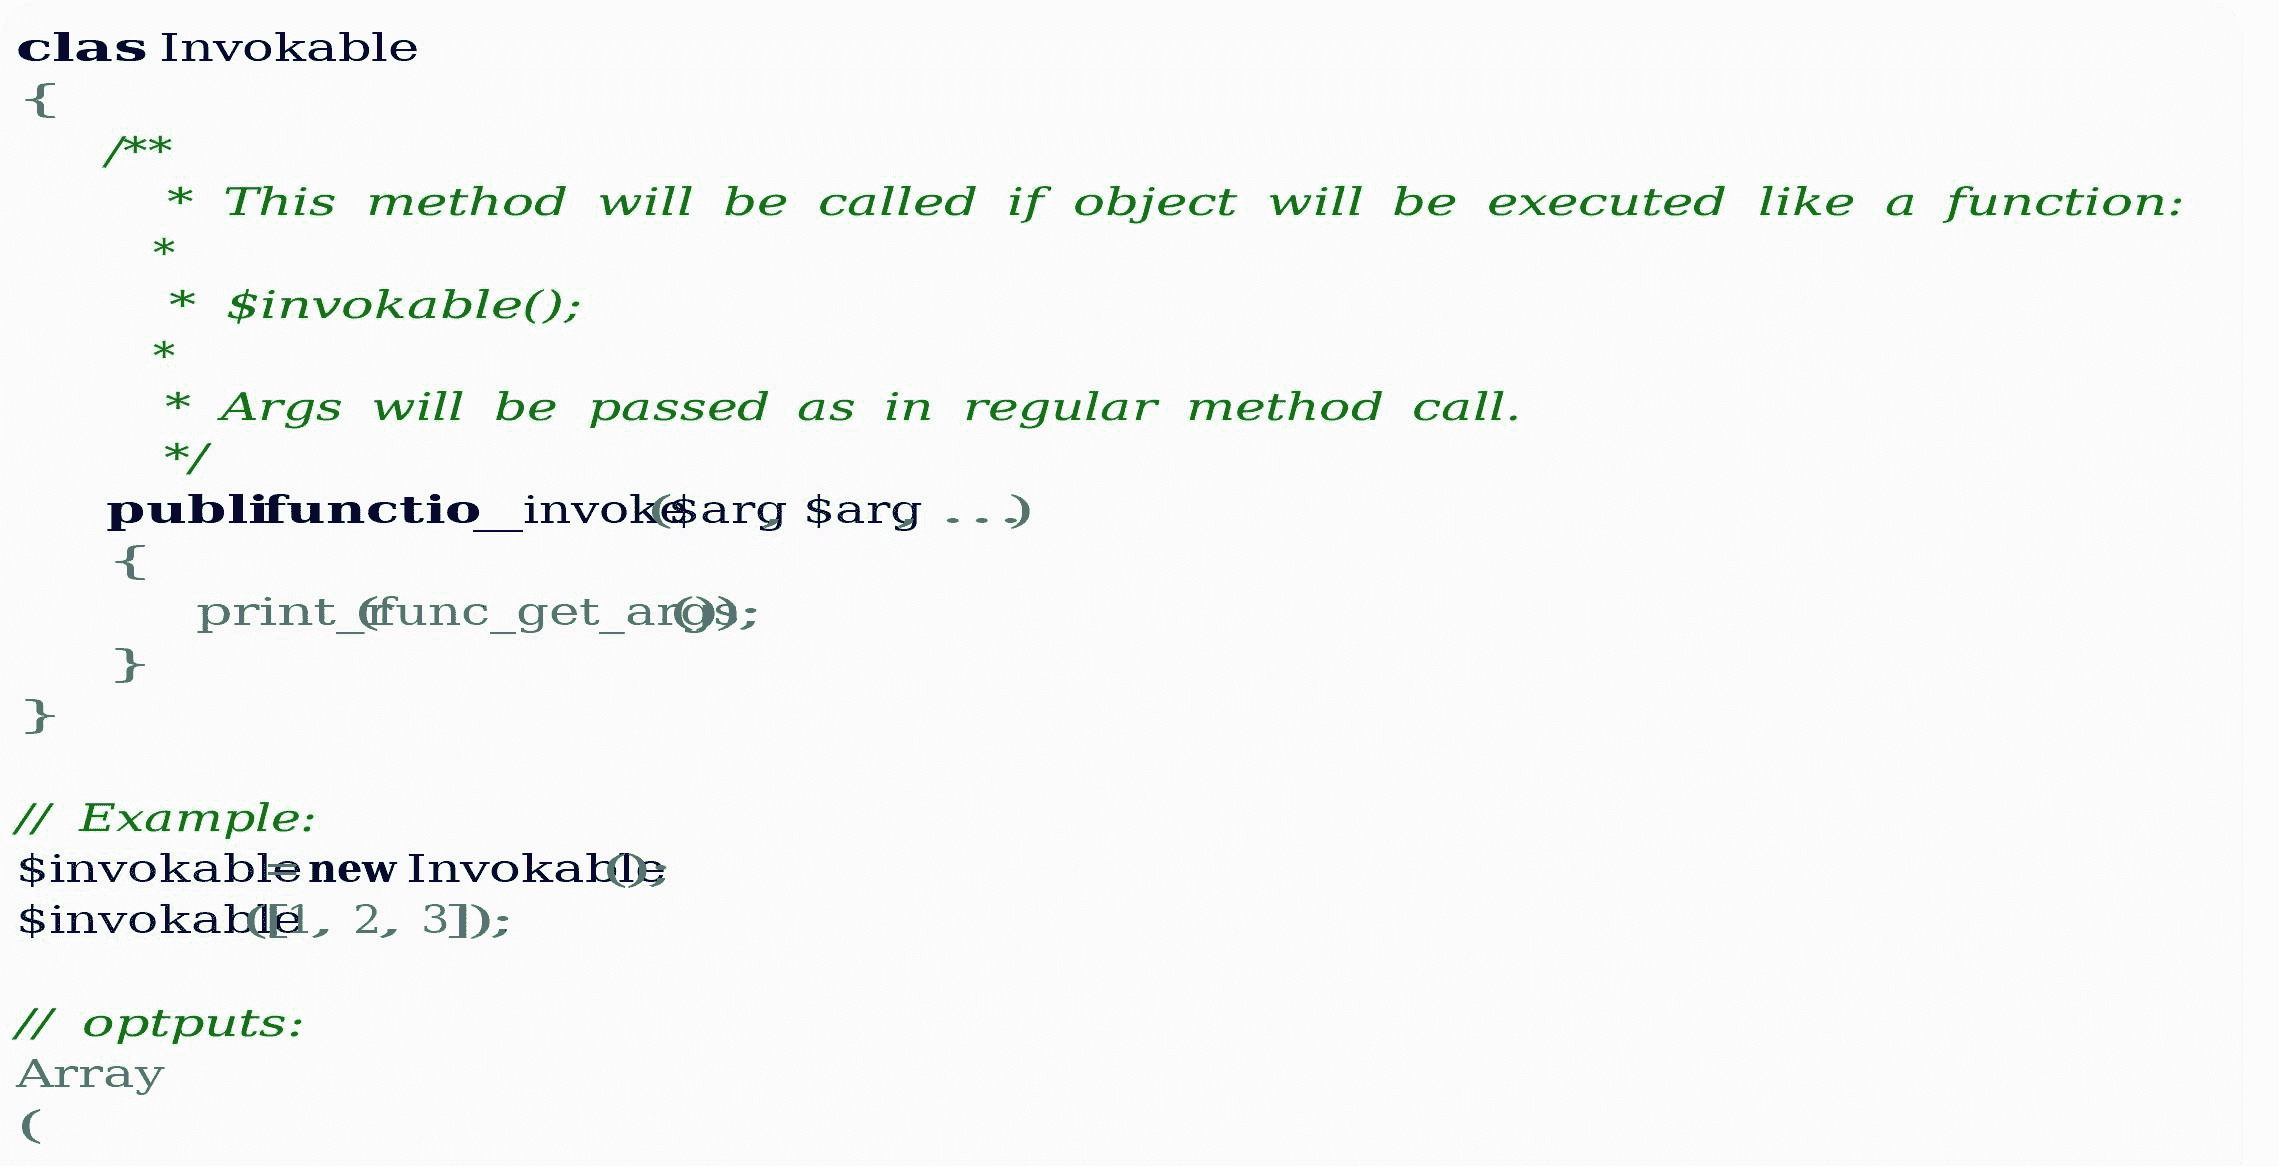 clas Invokable
{
    /**
     * This method will be called if object will be executed like a function:
     *
     * $invokable();
     *
     * Args will be passed as in regular method call.
     */
    publifunctio__invoke($arg, $arg, ...)
    {
        print_r(func_get_args());
    }
}

// Example:
$invokable=new Invokable();
$invokable([1, 2, 3]);

// optputs:
Array
(